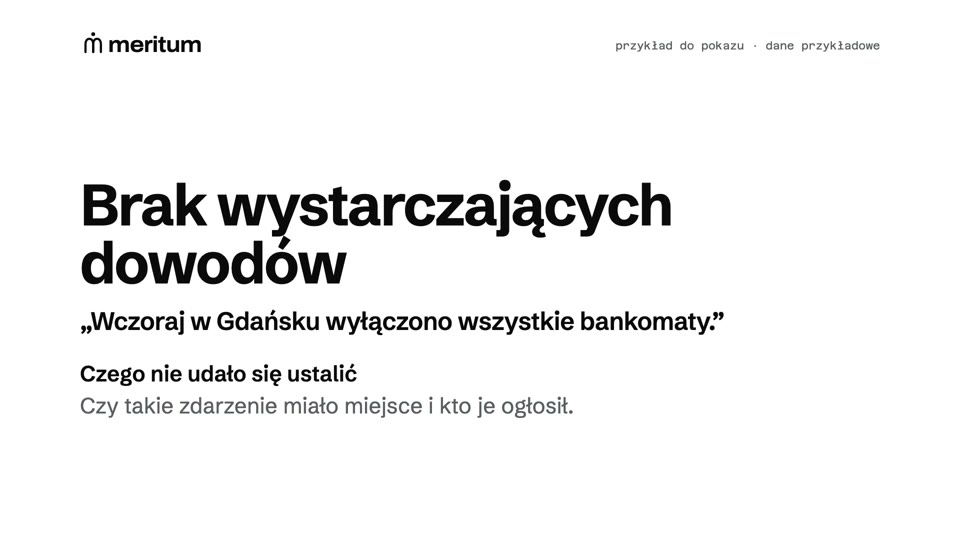 meritum
przykład do pokazu · dane przykładowe
Brak wystarczających
dowodów
„Wczoraj w Gdańsku wyłączono wszystkie bankomaty.”
Czego nie udało się ustalić
Czy takie zdarzenie miało miejsce i kto je ogłosił.